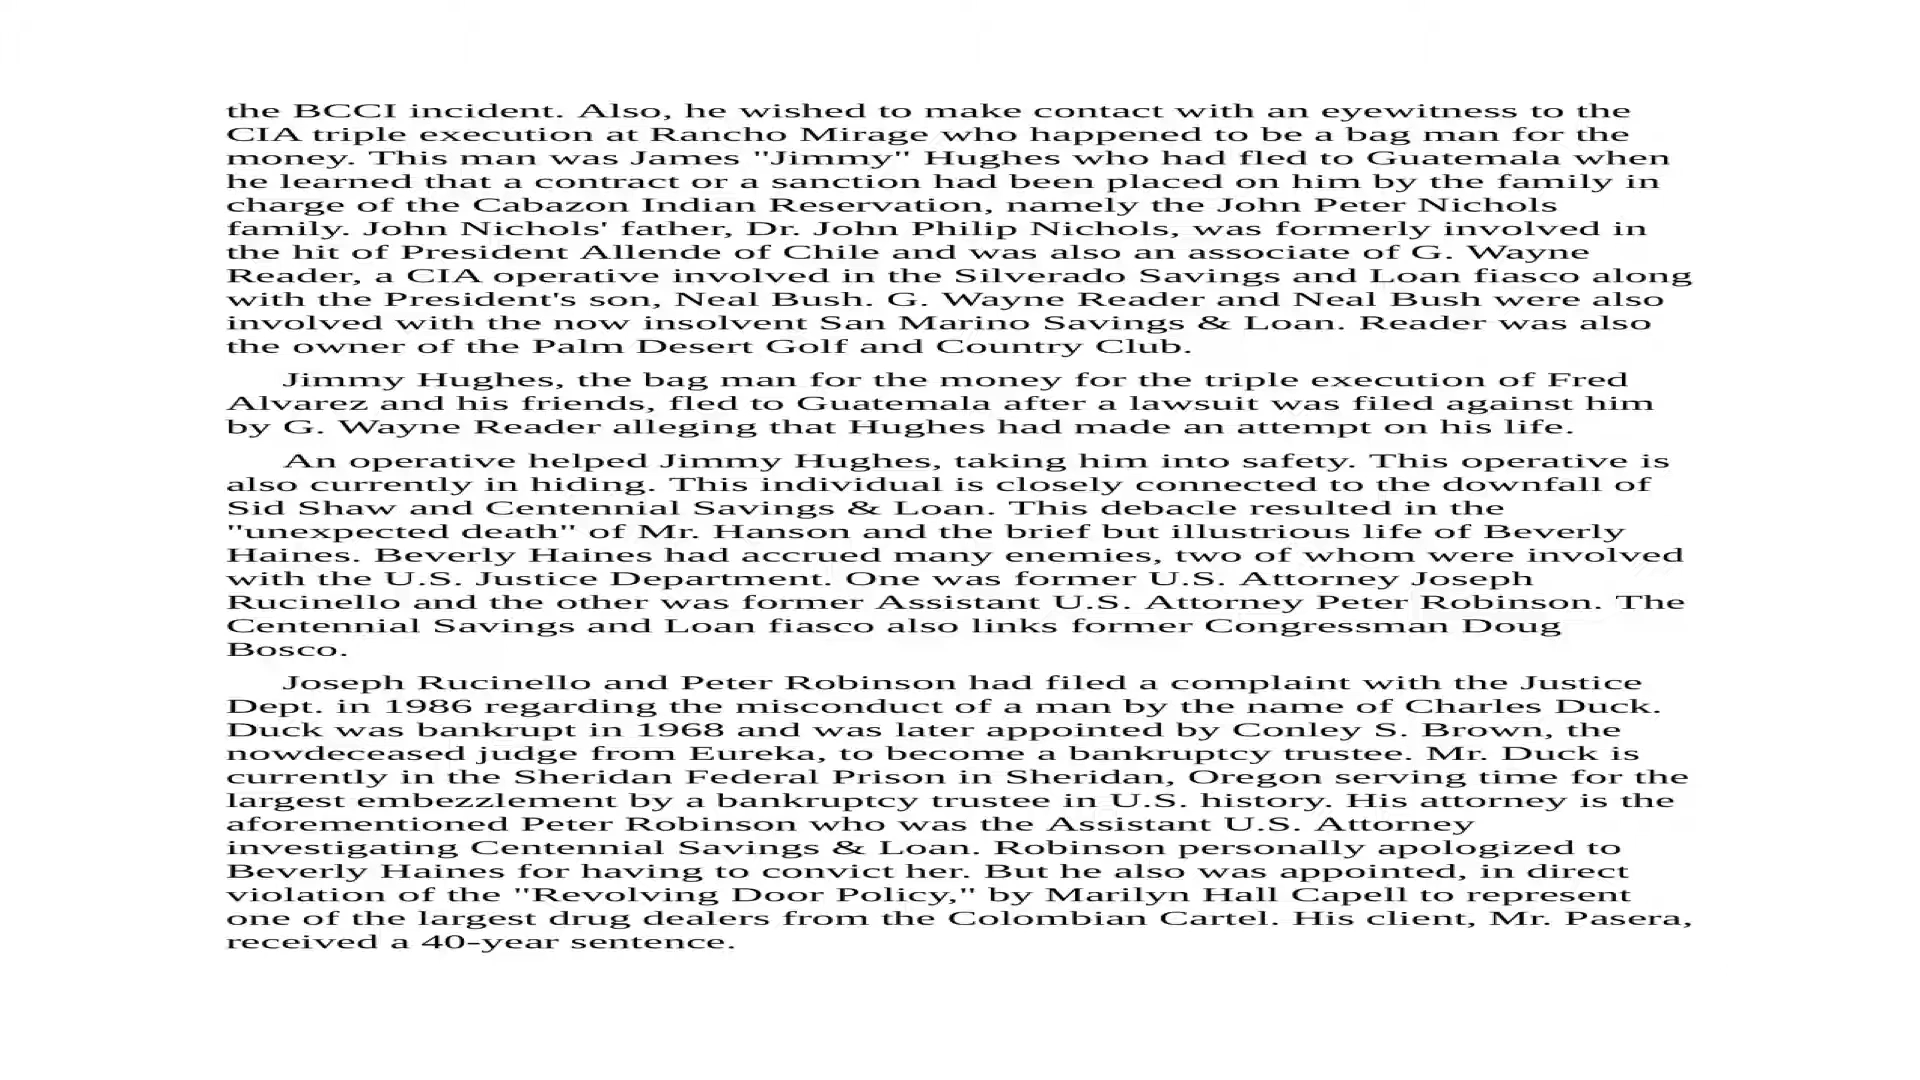 the BCCI incident. Also, he wished to make contact with an eyewitness to the
CIA triple execution at Rancho Mirage who happened to be a bag man for the
money. This man was James "Jimmy" Hughes who had fled to Guatemala when
he learned that a contract or a sanction had been placed on him by the family in
charge of the Cabazon Indian Reservation, namely the John Peter Nichols
family. John Nichols' father, Dr. John Philip Nichols, was formerly involved in
the hit of President Allende of Chile and was also an associate of G. Wayne
Reader, a CIA operative involved in the Silverado Savings and Loan fiasco along
with the President's son, Neal Bush. G. Wayne Reader and Neal Bush were also
involved with the now insolvent San Marino Savings & Loan. Reader was also
the owner of the Palm Desert Golf and Country Club.
Jimmy Hughes, the bag man for the money for the triple execution of Fred
Alvarez and his friends, fled to Guatemala after a lawsuit was filed against him
by G. Wayne Reader alleging that Hughes had made an attempt on his life.
An operative helped Jimmy Hughes, taking him into safety. This operative is
also currently in hiding. This individual is closely connected to the downfall of
Sid Shaw and Centennial Savings & Loan. This debacle resulted in the
"unexpected death" of Mr. Hanson and the brief but illustrious life of Beverly
Haines. Beverly Haines had accrued many enemies, two of whom were involved
with the U.S. Justice Department. One was former U.S. Attorney Joseph
Rucinello and the other was former Assistant U.S. Attorney Peter Robinson. The
Centennial Savings and Loan fiasco also links former Congressman Doug
Bosco.
Joseph Rucinello and Peter Robinson had filed a complaint with the Justice
Dept. in 1986 regarding the misconduct of a man by the name of Charles Duck.
Duck was bankrupt in 1968 and was later appointed by Conley S. Brown, the
nowdeceased judge from Eureka, to become a bankruptcy trustee. Mr. Duck is
currently in the Sheridan Federal Prison in Sheridan, Oregon serving time for the
largest embezzlement by a bankruptcy trustee in U.S. history. His attorney is the
aforementioned Peter Robinson who was the Assistant U.S. Attorney
investigating Centennial Savings & Loan. Robinson personally apologized to
Beverly Haines for having to convict her. But he also was appointed, in direct
violation of the "Revolving Door Policy," by Marilyn Hall Capell to represent
one of the largest drug dealers from the Colombian Cartel. His client, Mr. Pasera,
received a 40-year sentence.